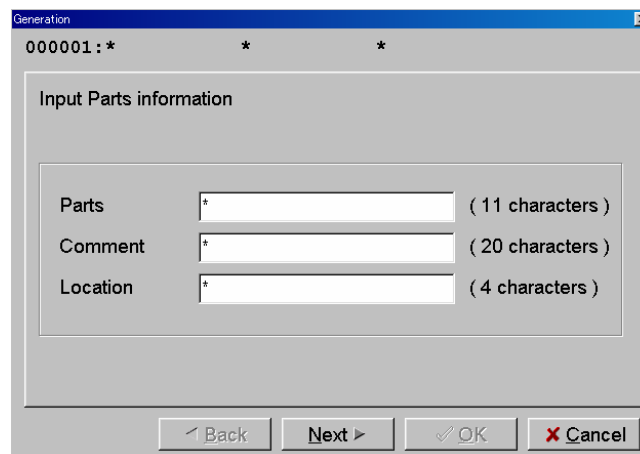 Generation
000001:* * *
Input Parts information
Parts * ( 11 characters )
Comment * ( 20 characters )
Location * ( 4 characters )
Back Next OK Cancel